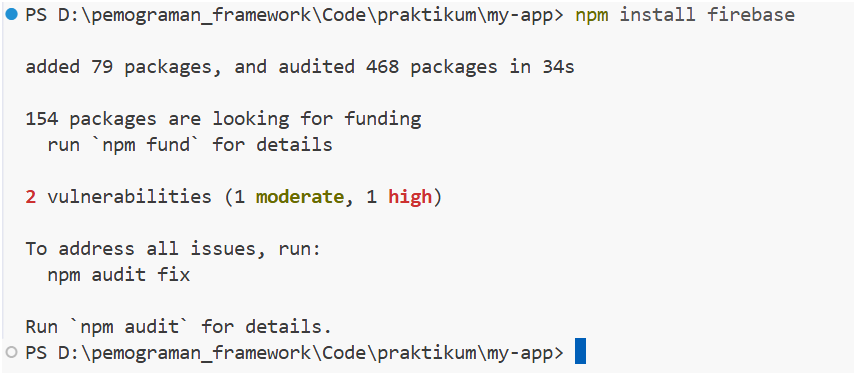 PS D:\pemograman_framework\Code\praktikum\my-app> npm install firebase
added 79 packages, and audited 468 packages in 34s
154 packages are looking for funding
  run `npm fund` for details
2 vulnerabilities (1 moderate, 1 high)
To address all issues, run:
  npm audit fix
Run `npm audit` for details.
PS D:\pemograman_framework\Code\praktikum\my-app>